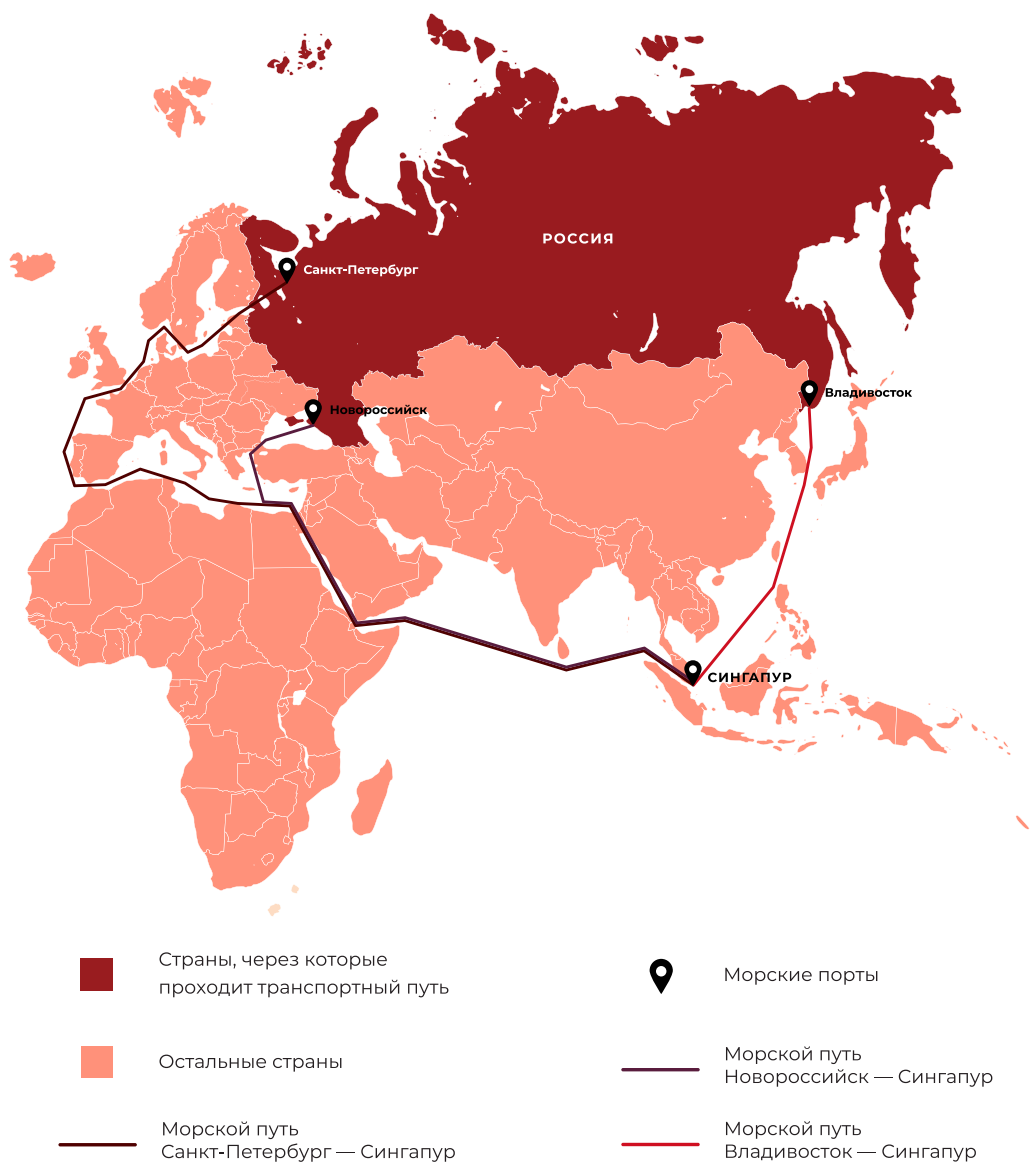 РОССИЯ
Санкт-Петербург
Владивосток
Новороссийск
СИНГАПУР
Страны, через которые
проходит транспортный путь
Морские порты
Остальные страны
Морской путь
Новороссийск — Сингапур
Морской путь
Санкт-Петербург — Сингапур
Морской путь
Владивосток — Сингапур